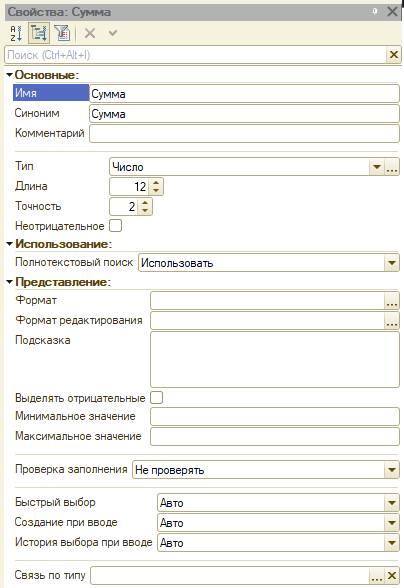 Свойства: Сумма
Поиск (Ctrl+Alt+I)
Основные:
Имя Сумма
Синоним Сумма
Комментарий
Тип Число
Длина 12
Точность 2
Неотрицательное
Использование:
Полнотекстовый поиск Использовать
Представление:
Формат
Формат редактирования
Подсказка
Выделять отрицательные
Минимальное значение
Максимальное значение
Проверка заполнения Не проверять
Быстрый выбор Авто
Создание при вводе Авто
История выбора при вводе Авто
Связь по типу